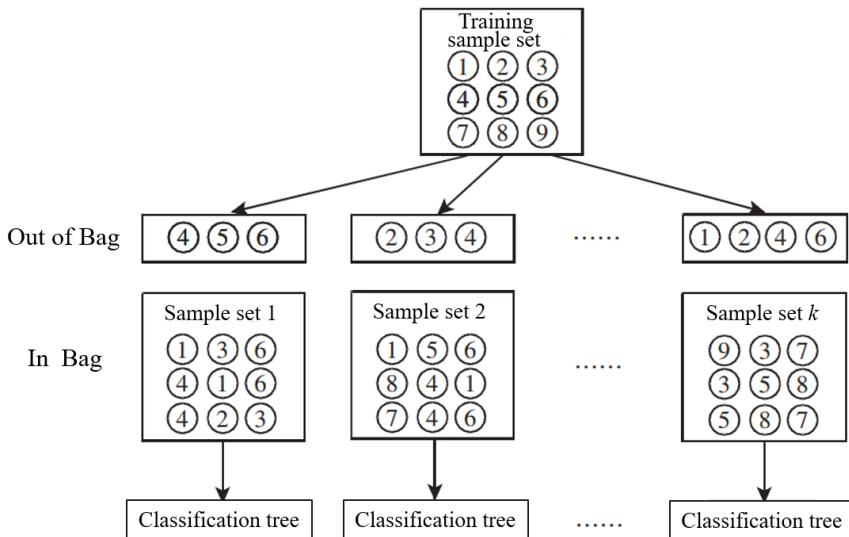 Training
sample set
1 2 3
4 5 6
7 8 9
Out of Bag
4 5 6
2 3 4
......
1 2 4 6
In Bag
Sample set 1
1 3 6
4 1 6
4 2 3
Sample set 2
1 5 6
8 4 1
7 4 6
......
Sample set k
9 3 7
3 5 8
5 8 7
Classification tree
Classification tree
......
Classification tree